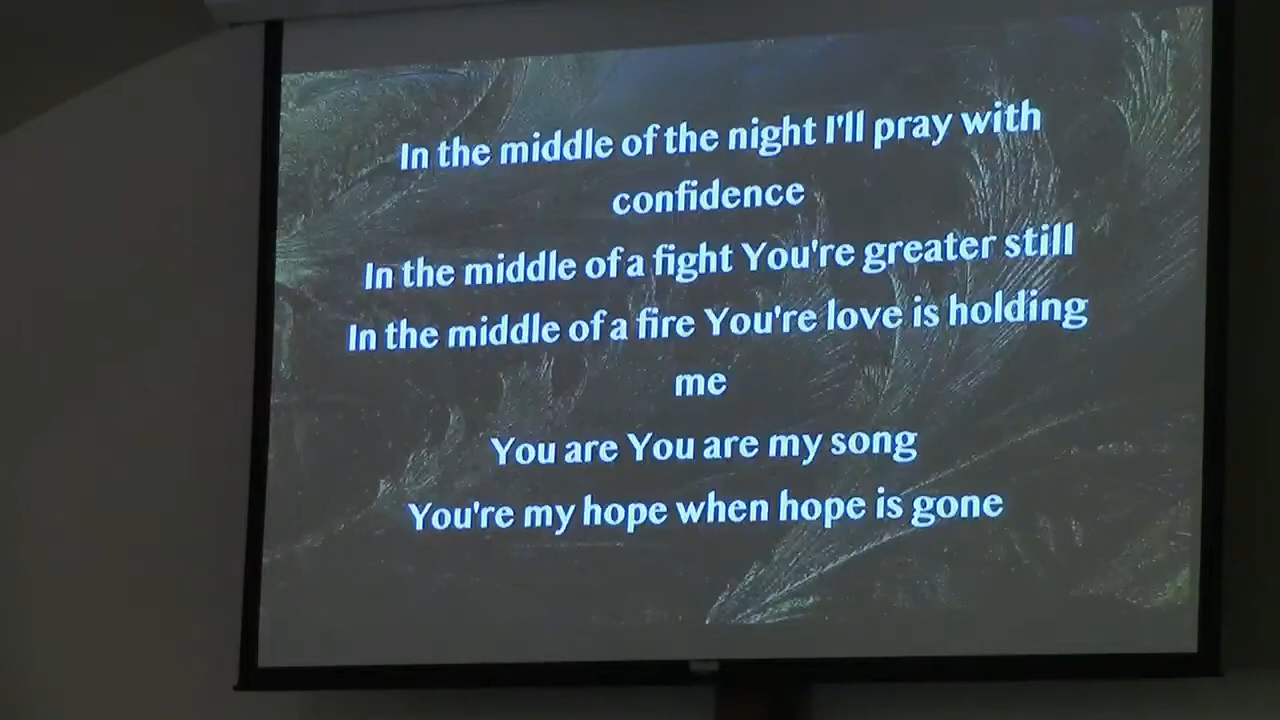 In the middle of the night I'll pray with
confidence
In the middle of a fight You're greater still
In the middle of a fire You're love is holding
me
You are You are my song
You're my hope when hope is gone